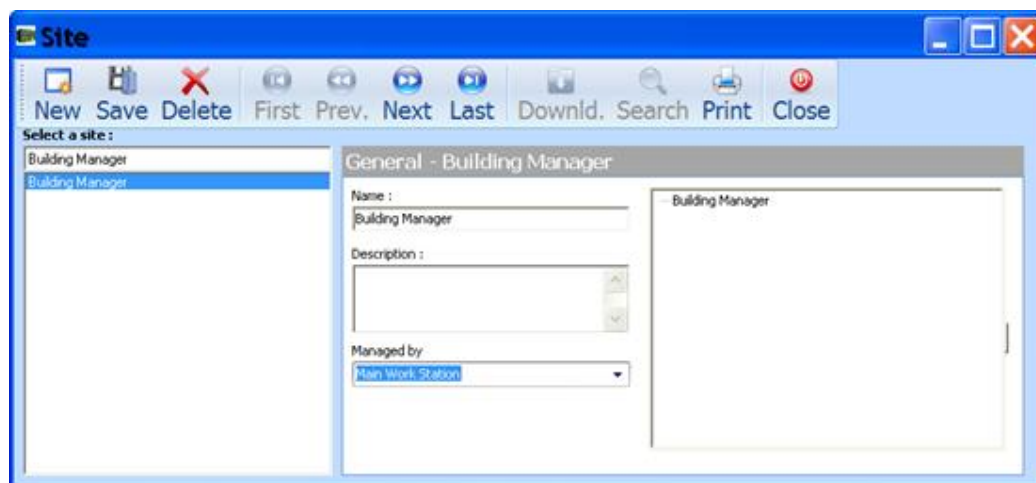 Site
New Save Delete First Prev. Next Last Downld. Search Print Close
Select a site :
Building Manager
Building Manager
General - Building Manager
Name :
Building Manager
Description :
Managed by
Main Work Station
Building Manager